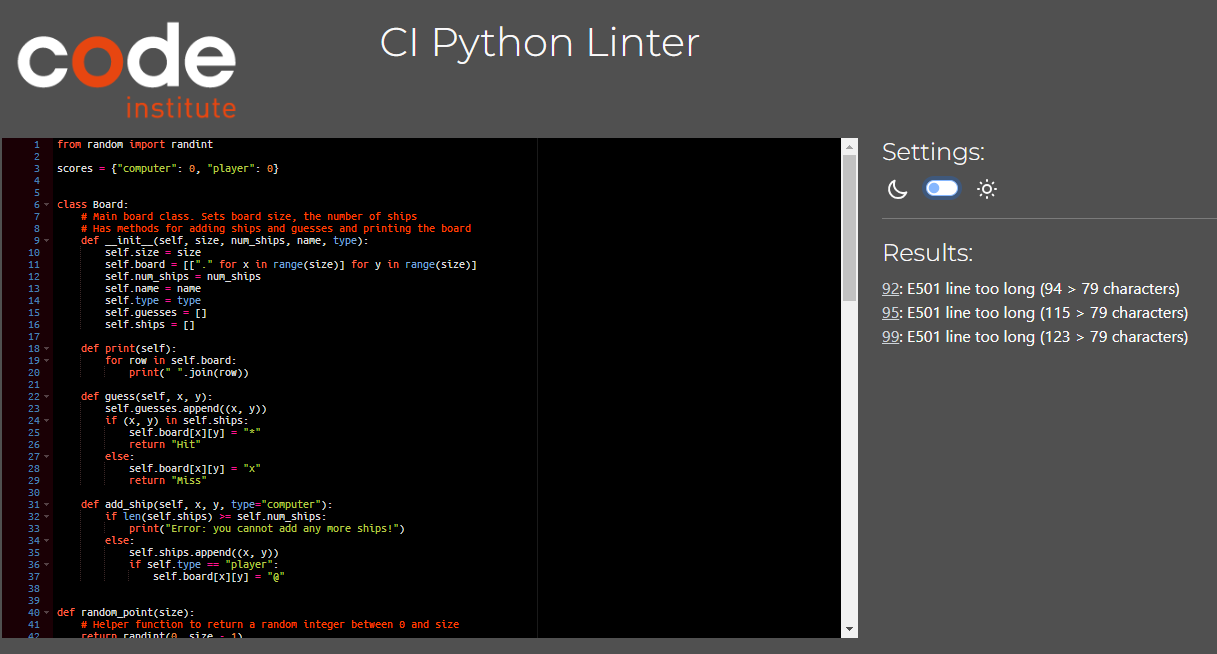 code
institute
CI Python Linter
1 from random import randint
2
3 scores = {"computer": 0, "player": 0}
4
5
6 class Board:
7     # Main board class. Sets board size, the number of ships
8     # Has methods for adding ships and guesses and printing the board
9     def __init__(self, size, num_ships, name, type):
10         self.size = size
11         self.board = [["." for x in range(size)] for y in range(size)]
12         self.num_ships = num_ships
13         self.name = name
14         self.type = type
15         self.guesses = []
16         self.ships = []
17
18     def print(self):
19         for row in self.board:
20             print(" ".join(row))
21
22     def guess(self, x, y):
23         self.guesses.append((x, y))
24         if (x, y) in self.ships:
25             self.board[x][y] = "*"
26             return "Hit"
27         else:
28             self.board[x][y] = "x"
29             return "Miss"
30
31     def add_ship(self, x, y, type="computer"):
32         if len(self.ships) >= self.num_ships:
33             print("Error: you cannot add any more ships!")
34         else:
35             self.ships.append((x, y))
36             if self.type == "player":
37                 self.board[x][y] = "@"
38
39
40 def random_point(size):
41     # Helper function to return a random integer between 0 and size
42     return randint(0, size - 1)
Settings:
Results:
92: E501 line too long (94 > 79 characters)
95: E501 line too long (115 > 79 characters)
99: E501 line too long (123 > 79 characters)